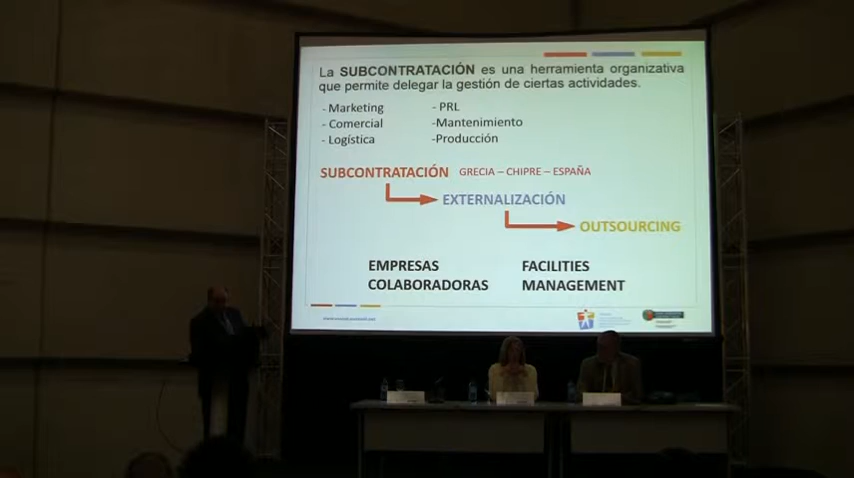 La SUBCONTRATACIÓN es una herramienta organizativa
que permite delegar la gestión de ciertas actividades.
- Marketing
- Comercial
- Logística
- PRL
-Mantenimiento
-Producción
SUBCONTRATACIÓN GRECIA – CHIPRE – ESPAÑA
EXTERNALIZACIÓN
OUTSOURCING
EMPRESAS
COLABORADORAS
FACILITIES
MANAGEMENT